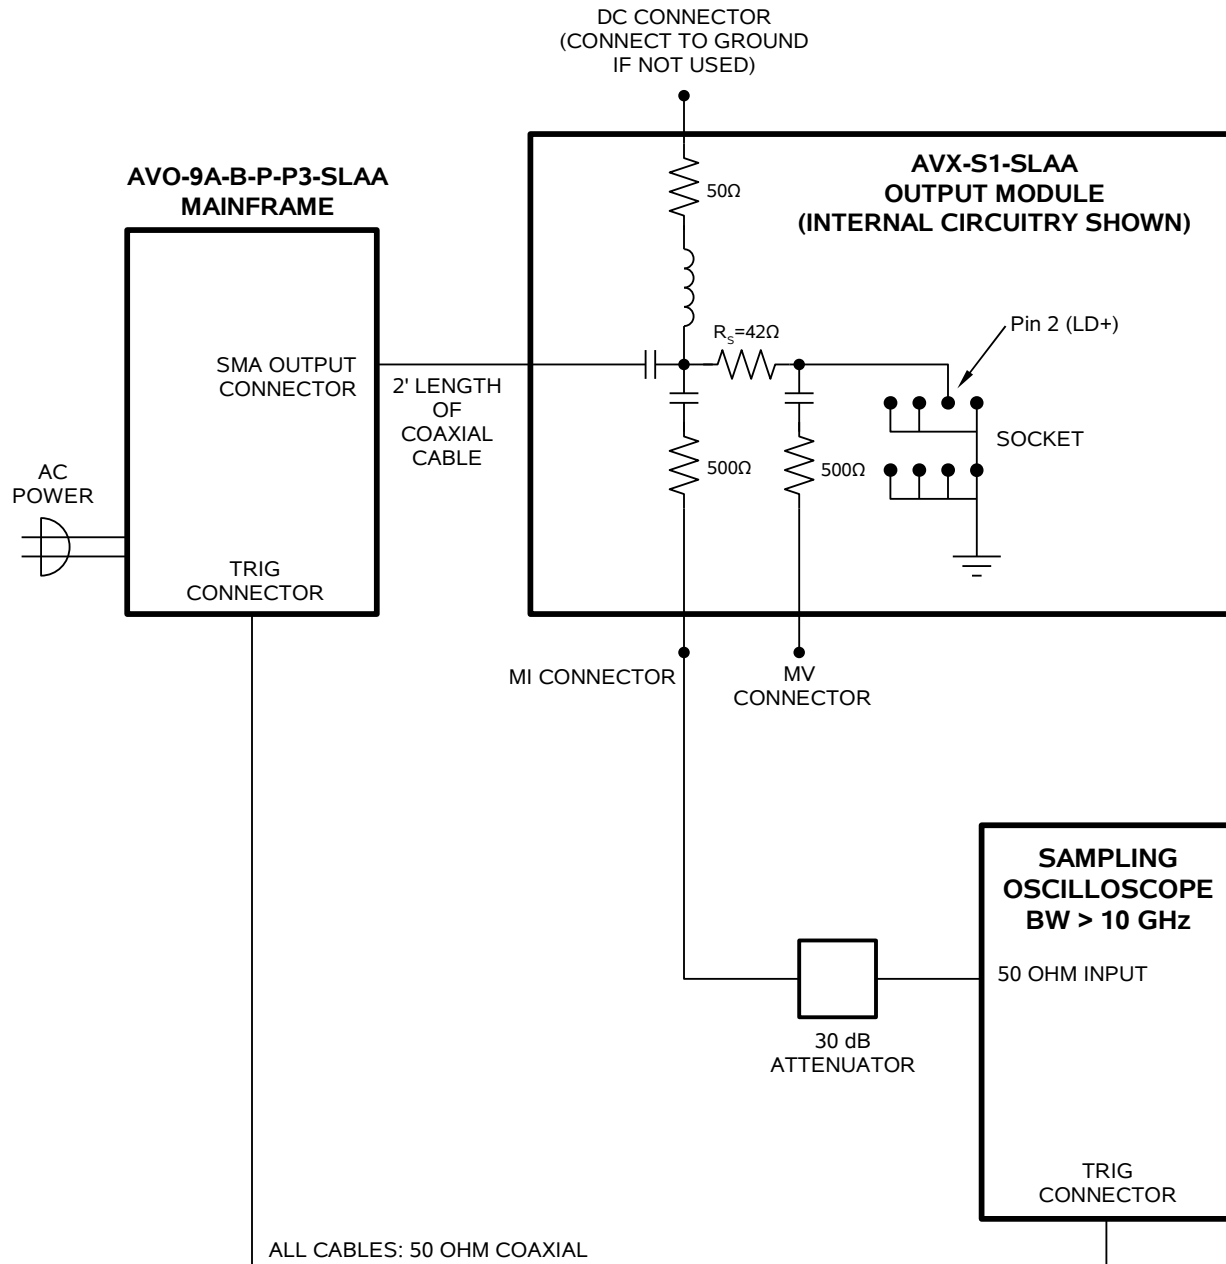 DC CONNECTOR
(CONNECT TO GROUND
IF NOT USED)
AVO-9A-B-P-P3-SLAA
MAINFRAME
AVX-S1-SLAA
OUTPUT MODULE
(INTERNAL CIRCUITRY SHOWN)
50Ω
RS=42Ω
Pin 2 (LD+)
SMA OUTPUT
CONNECTOR
2' LENGTH
OF
COAXIAL
CABLE
SOCKET
500Ω
500Ω
AC
POWER
TRIG
CONNECTOR
MI CONNECTOR
MV
CONNECTOR
SAMPLING
OSCILLOSCOPE
BW > 10 GHz
50 OHM INPUT
30 dB
ATTENUATOR
TRIG
CONNECTOR
ALL CABLES: 50 OHM COAXIAL